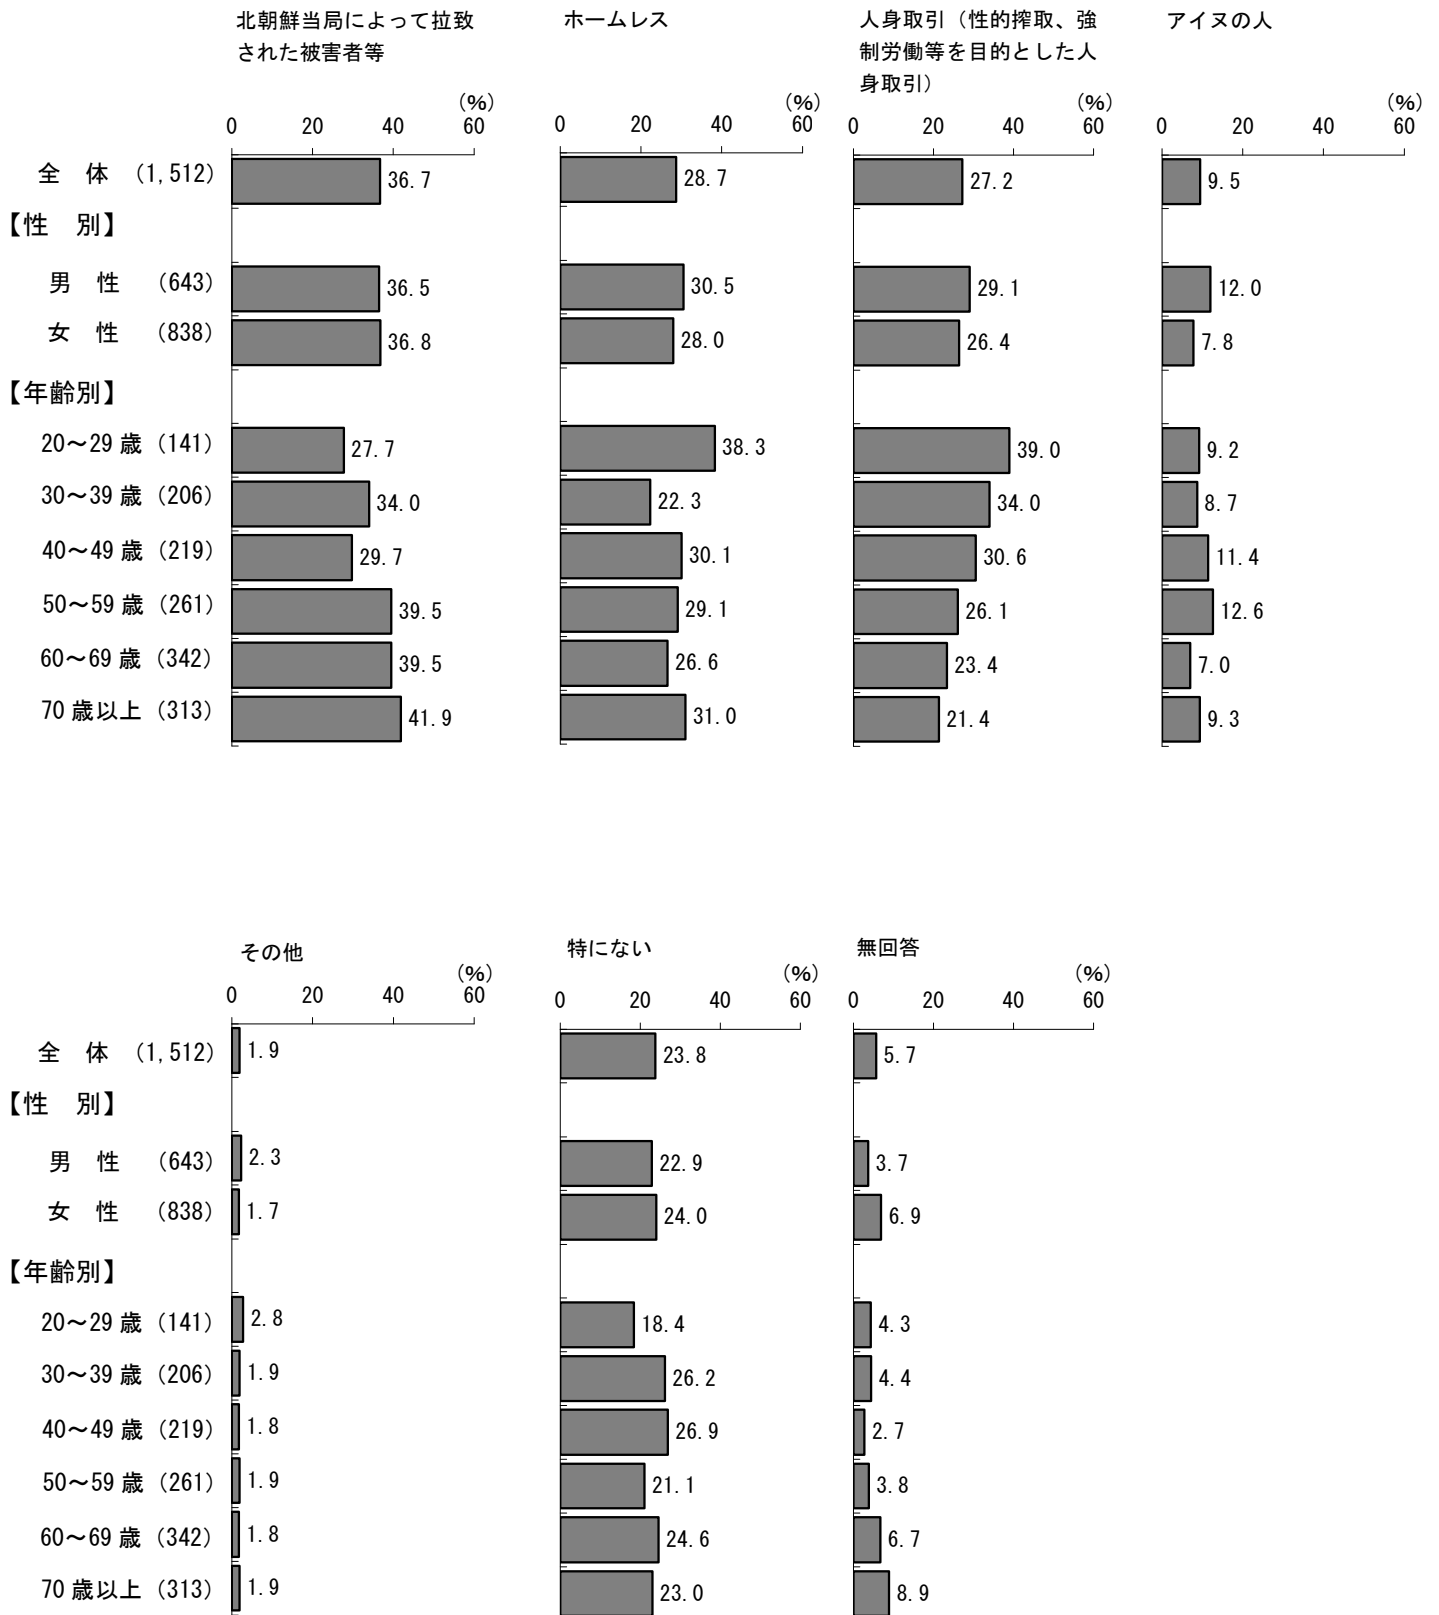 北朝鮮当局によって拉致
された被害者等
ホームレス
人身取引（性的搾取、強
制労働等を目的とした人
身取引）
アイヌの人
(%) (%) (%) (%)
0 20 40 60 0 20 40 60 0 20 40 60 0 20 40 60
全 体 (1,512) 36.7 28.7 27.2 9.5
【性 別】
男 性 (643) 36.5 30.5 29.1 12.0
女 性 (838) 36.8 28.0 26.4 7.8
【年齢別】
20～29 歳 (141) 27.7 38.3 39.0 9.2
30～39 歳 (206) 34.0 22.3 34.0 8.7
40～49 歳 (219) 29.7 30.1 30.6 11.4
50～59 歳 (261) 39.5 29.1 26.1 12.6
60～69 歳 (342) 39.5 26.6 23.4 7.0
70 歳以上 (313) 41.9 31.0 21.4 9.3
その他 特にない 無回答
(%) (%) (%)
0 20 40 60 0 20 40 60 0 20 40 60
全 体 (1,512) 1.9 23.8 5.7
【性 別】
男 性 (643) 2.3 22.9 3.7
女 性 (838) 1.7 24.0 6.9
【年齢別】
20～29 歳 (141) 2.8 18.4 4.3
30～39 歳 (206) 1.9 26.2 4.4
40～49 歳 (219) 1.8 26.9 2.7
50～59 歳 (261) 1.9 21.1 3.8
60～69 歳 (342) 1.8 24.6 6.7
70 歳以上 (313) 1.9 23.0 8.9